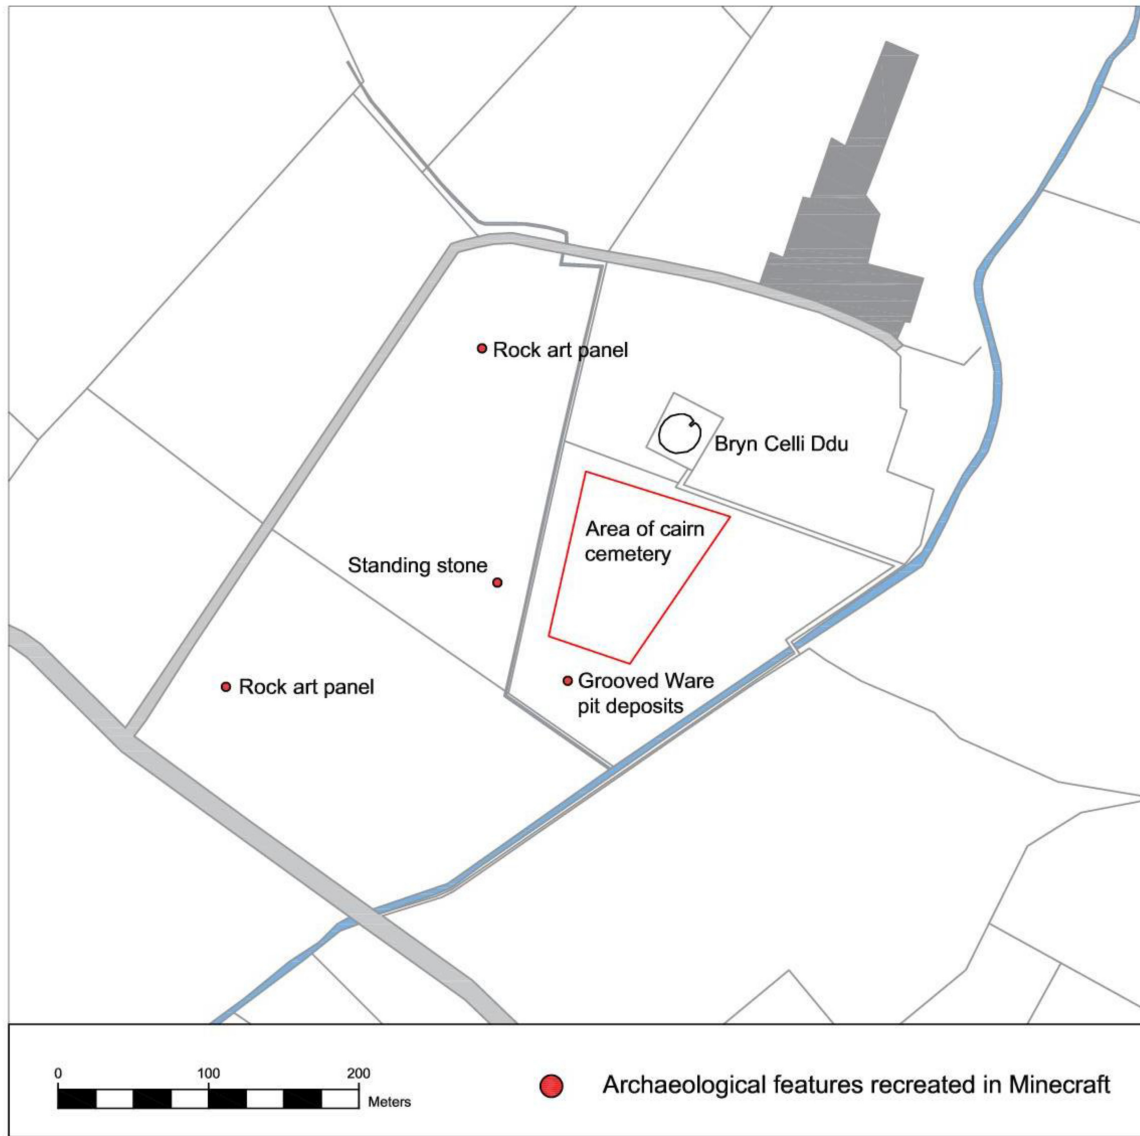 Rock art panel
Bryn Celli Ddu
Area of cairn
cemetery
Standing stone
Rock art panel
Grooved Ware
pit deposits
0 100 200
Meters
Archaeological features recreated in Minecraft